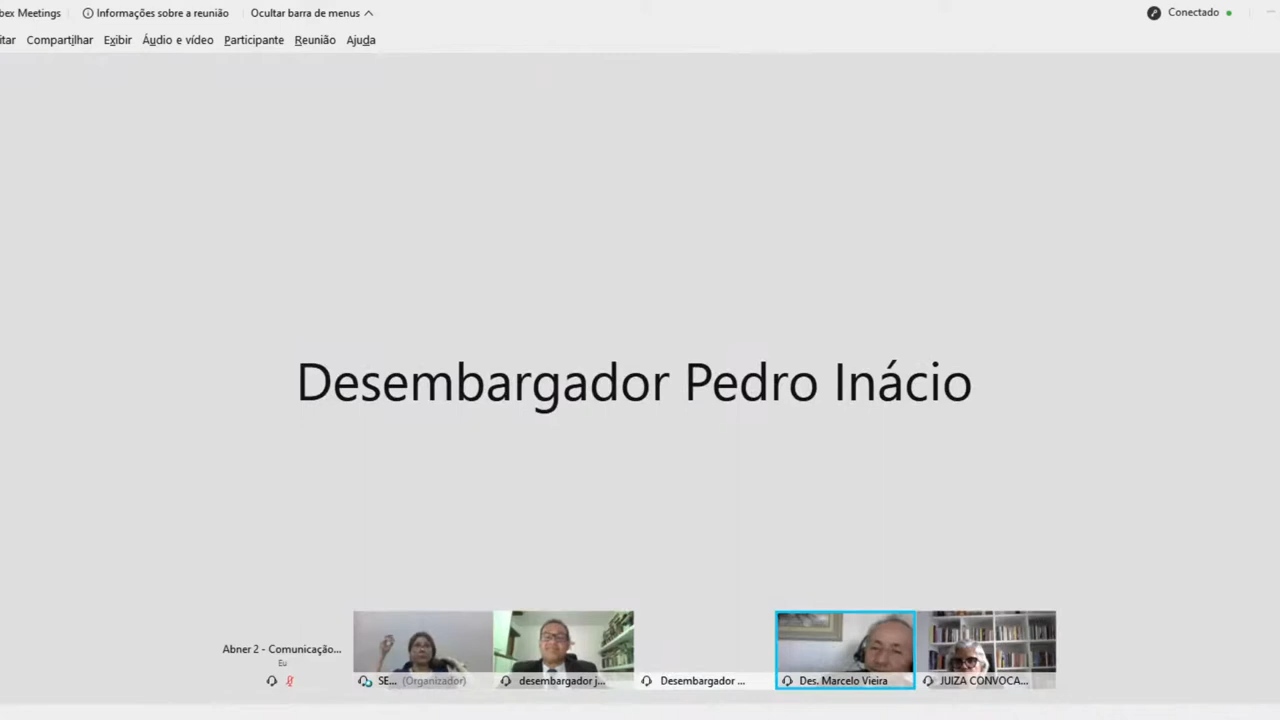 bex Meetings Informações sobre a reunião Ocultar barra de menus Conectado
itar Compartilhar Exibir Áudio e vídeo Participante Reunião Ajuda
Desembargador Pedro Inácio
Abner 2 - Comunicação...
Eu
SE... (Organizador) desembargador j... Desembargador ... Des. Marcelo Vieira JUIZA CONVOCA...